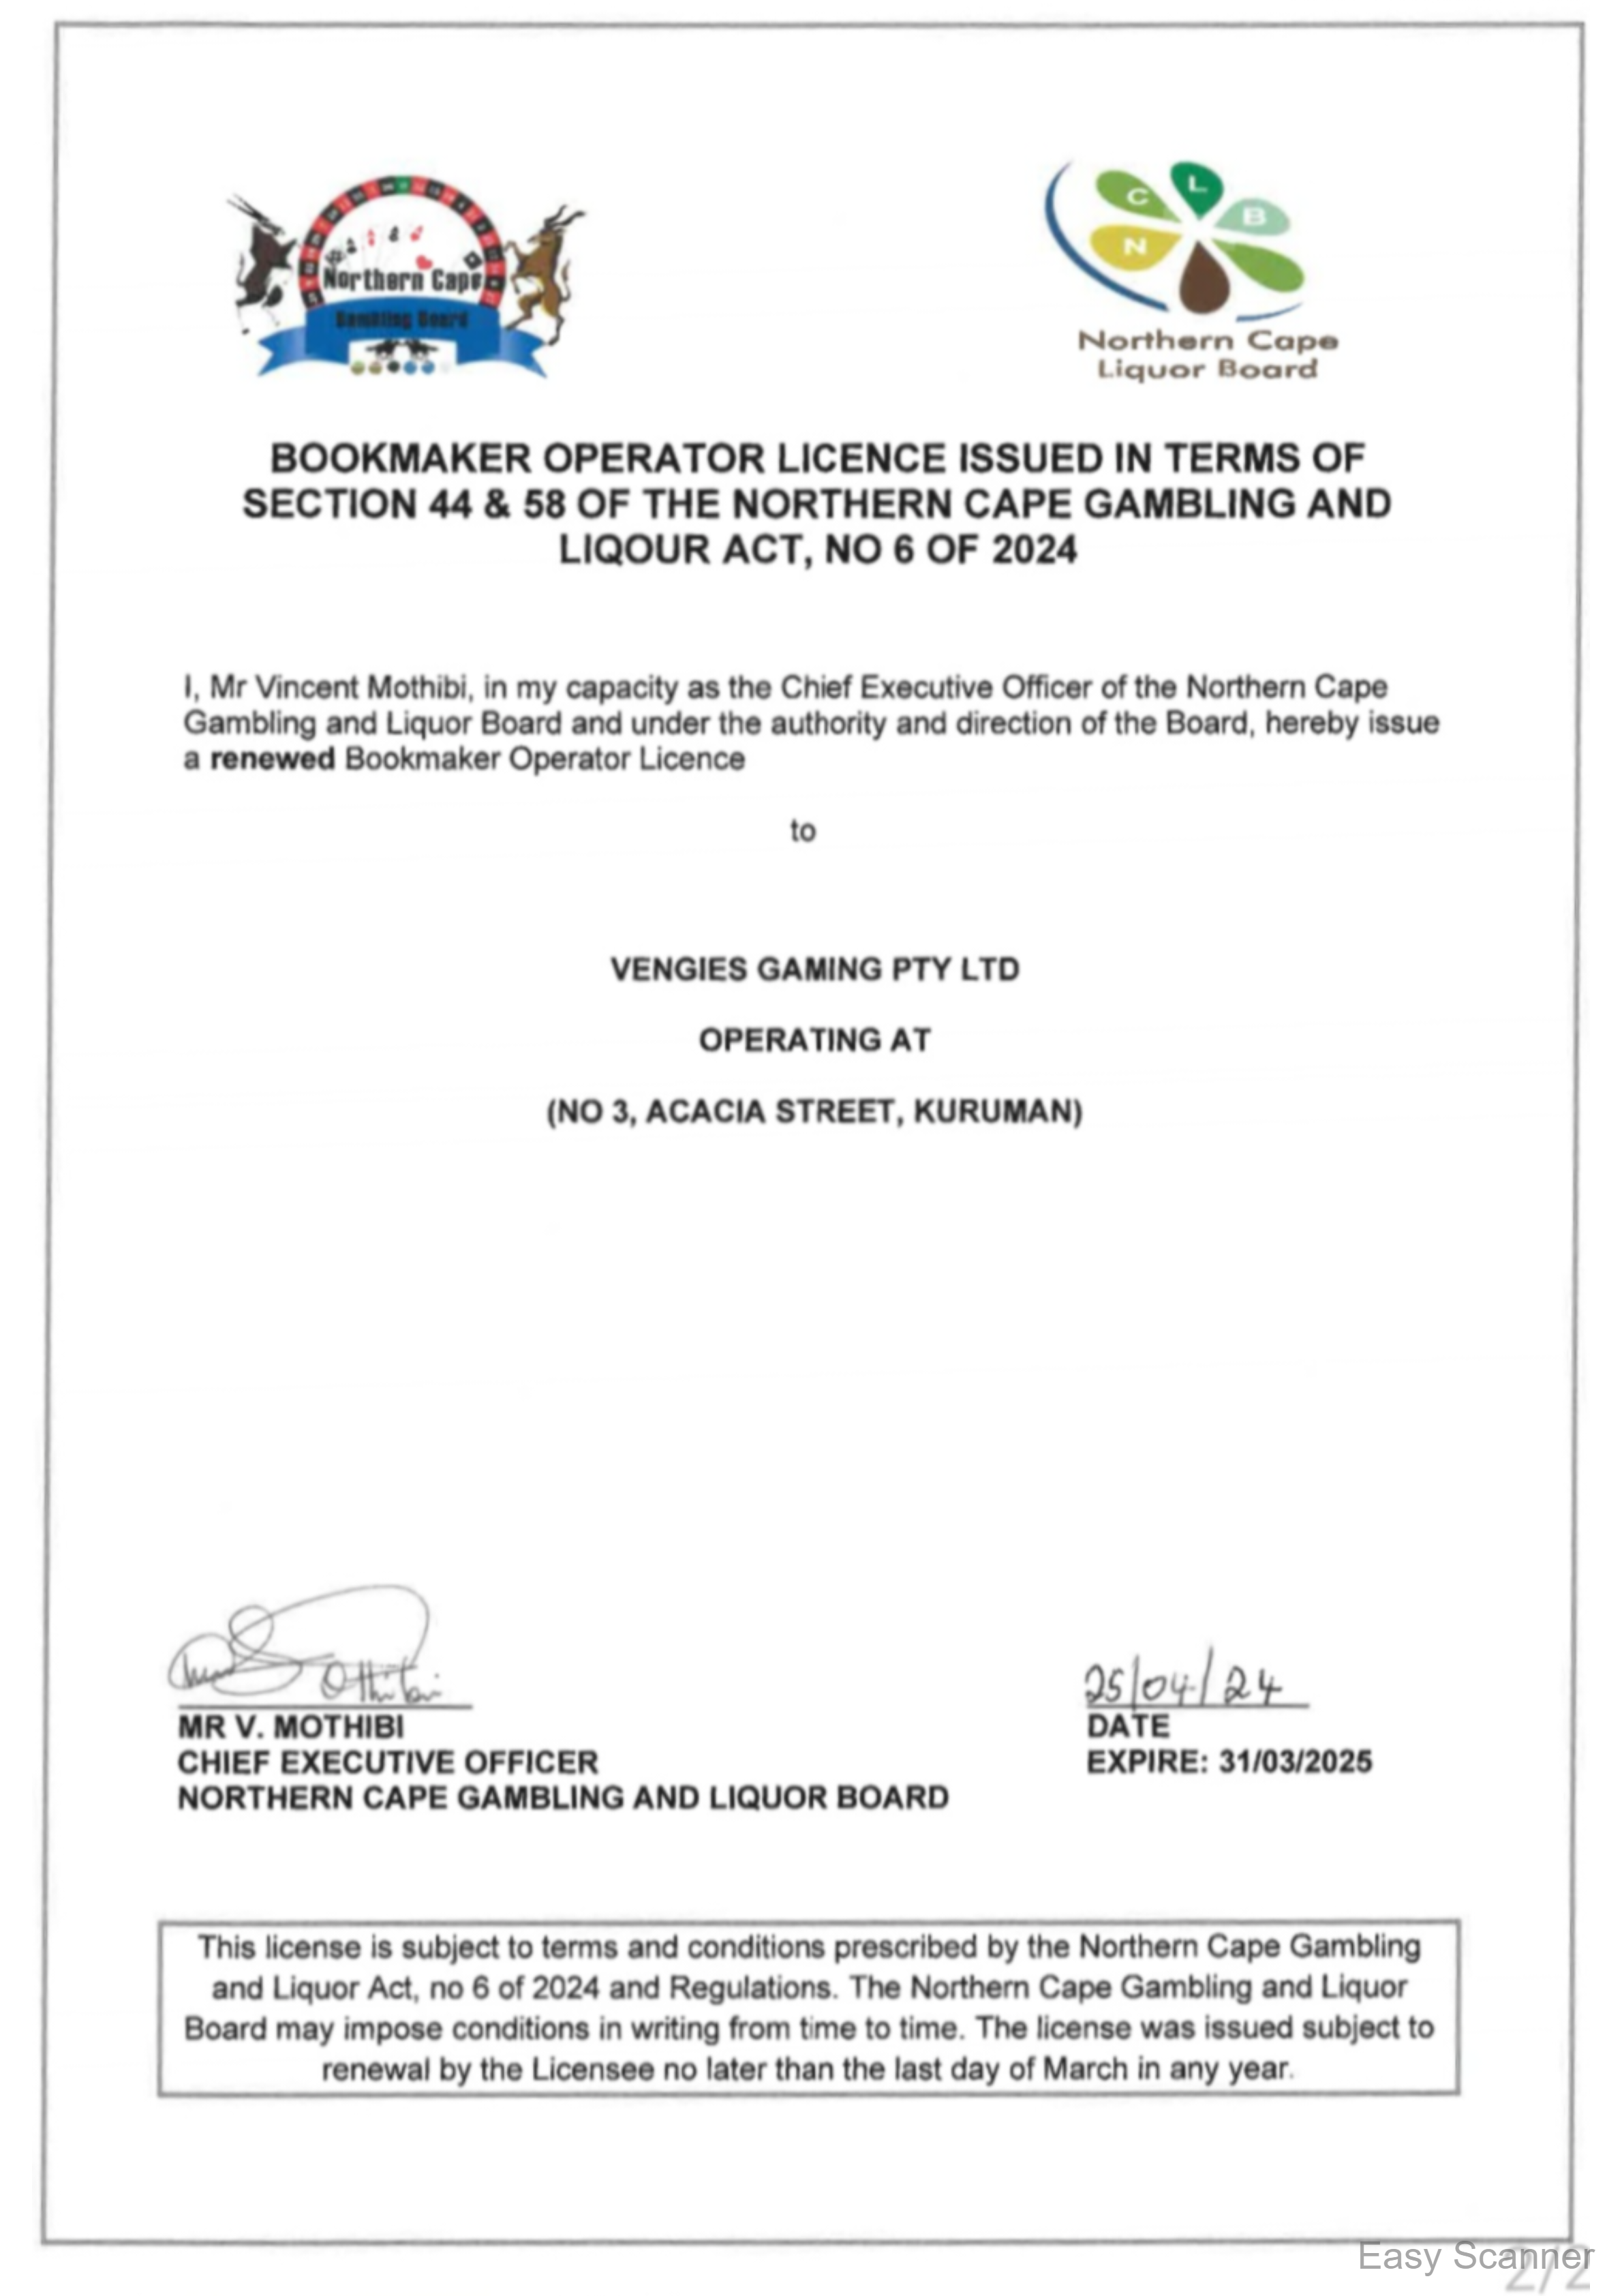 Northern Cape
Gambling Board
C L B N
Northern Cape
Liquor Board
BOOKMAKER OPERATOR LICENCE ISSUED IN TERMS OF
SECTION 44 & 58 OF THE NORTHERN CAPE GAMBLING AND
LIQOUR ACT, NO 6 OF 2024
I, Mr Vincent Mothibi, in my capacity as the Chief Executive Officer of the Northern Cape
Gambling and Liquor Board and under the authority and direction of the Board, hereby issue
a renewed Bookmaker Operator Licence
to
VENGIES GAMING PTY LTD
OPERATING AT
(NO 3, ACACIA STREET, KURUMAN)
25/04/24
MR V. MOTHIBI
DATE
CHIEF EXECUTIVE OFFICER
EXPIRE: 31/03/2025
NORTHERN CAPE GAMBLING AND LIQUOR BOARD
This license is subject to terms and conditions prescribed by the Northern Cape Gambling
and Liquor Act, no 6 of 2024 and Regulations. The Northern Cape Gambling and Liquor
Board may impose conditions in writing from time to time. The license was issued subject to
renewal by the Licensee no later than the last day of March in any year.
Easy Scanner
2/2